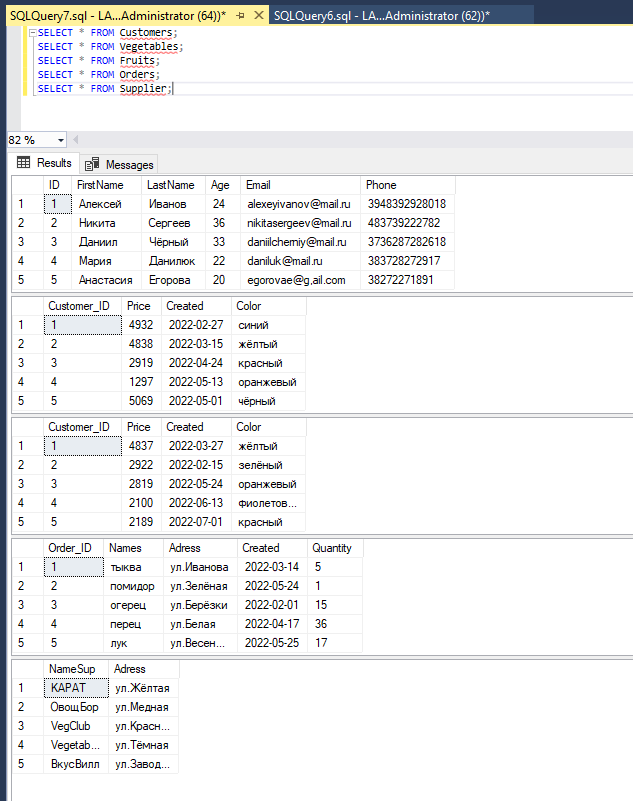 SQLQuery7.sql - LA...Administrator (64))* SQLQuery6.sql - LA...Administrator (62))*
SELECT * FROM Customers;
SELECT * FROM Vegetables;
SELECT * FROM Fruits;
SELECT * FROM Orders;
SELECT * FROM Supplier;
82 %
Results Messages
ID FirstName LastName Age Email Phone
1 1 Алексей Иванов 24 alexeyivanov@mail.ru 3948392928018
2 2 Никита Сергеев 36 nikitasergeev@mail.ru 483739222782
3 3 Даниил Чёрный 33 daniilcherniy@mail.ru 3736287282618
4 4 Мария Данилюк 22 daniluk@mail.ru 383728272917
5 5 Анастасия Егорова 20 egorovae@g,ail.com 38272271891
Customer_ID Price Created Color
1 1 4932 2022-02-27 синий
2 2 4838 2022-03-15 жёлтый
3 3 2919 2022-04-24 красный
4 4 1297 2022-05-13 оранжевый
5 5 5069 2022-05-01 чёрный
Customer_ID Price Created Color
1 1 4837 2022-03-27 жёлтый
2 2 2922 2022-02-15 зелёный
3 3 2819 2022-05-24 оранжевый
4 4 2100 2022-06-13 фиолетов...
5 5 2189 2022-07-01 красный
Order_ID Names Adress Created Quantity
1 1 тыква ул.Иванова 2022-03-14 5
2 2 помидор ул.Зелёная 2022-05-24 1
3 3 огерец ул.Берёзки 2022-02-01 15
4 4 перец ул.Белая 2022-04-17 36
5 5 лук ул.Весен... 2022-05-25 17
NameSup Adress
1 КАРАТ ул.Жёлтая
2 ОвощБор ул.Медная
3 VegClub ул.Красн...
4 Vegetab... ул.Тёмная
5 ВкусВилл ул.Завод...